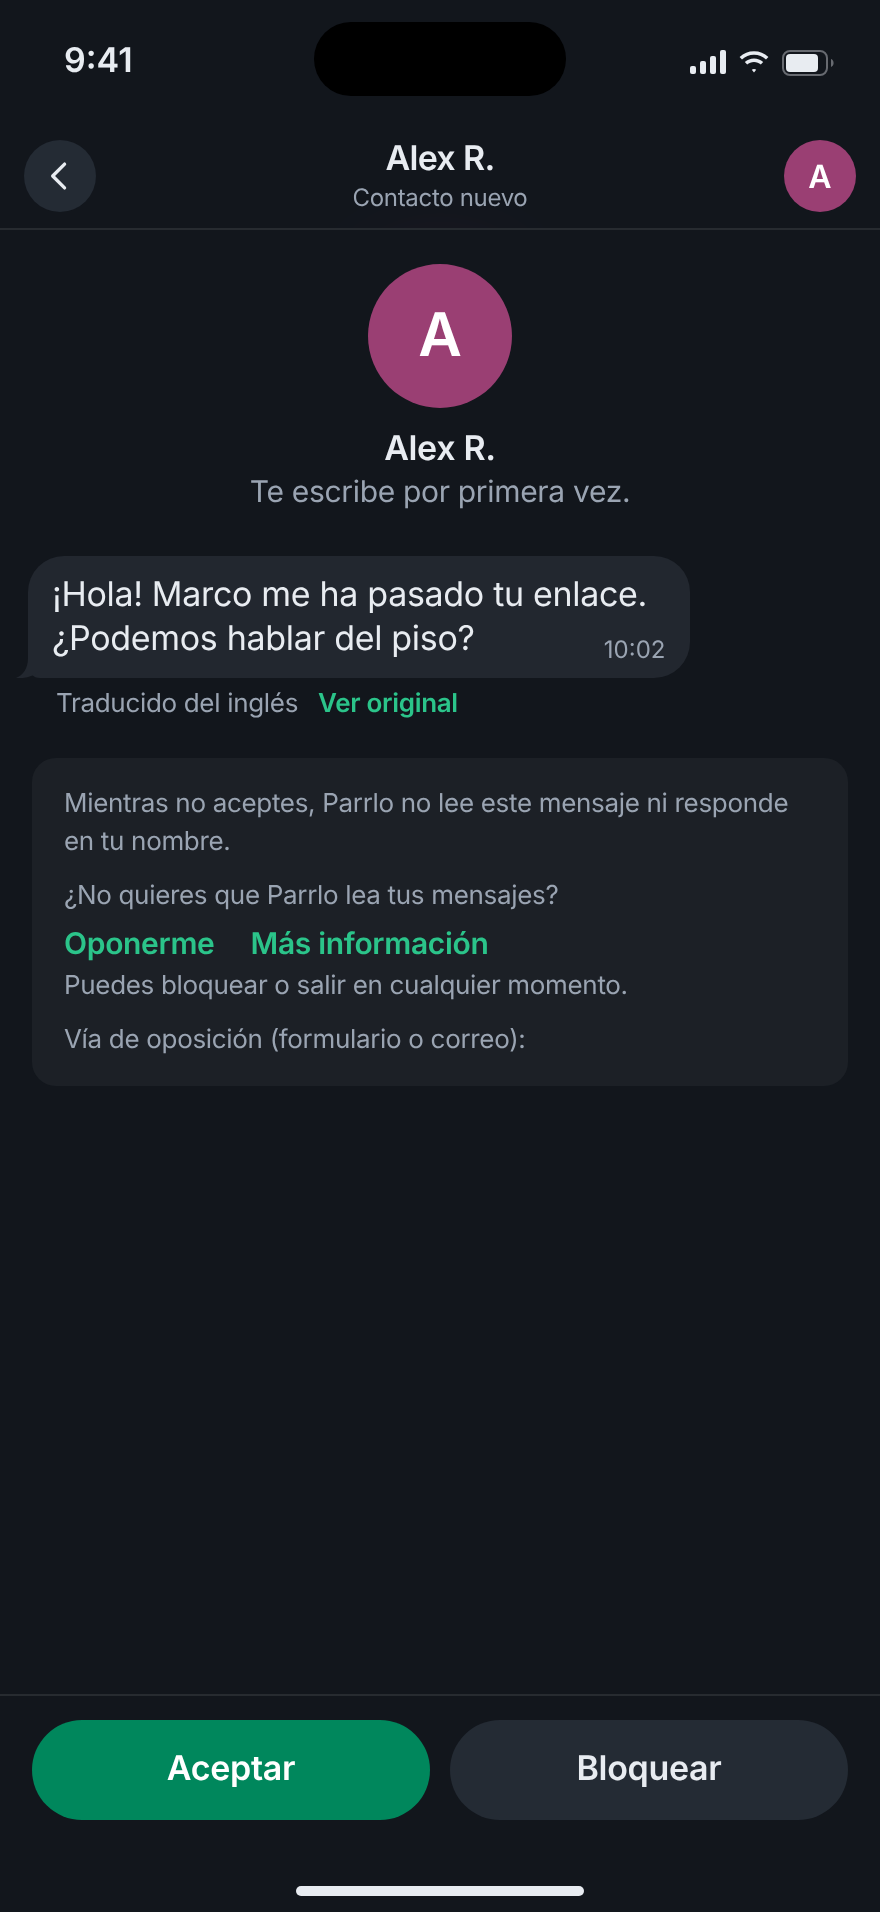 9:41
Alex R.
Contacto nuevo
A
A
Alex R.
Te escribe por primera vez.
¡Hola! Marco me ha pasado tu enlace.
¿Podemos hablar del piso?
10:02
Traducido del inglés Ver original
Mientras no aceptes, Parrlo no lee este mensaje ni responde
en tu nombre.
¿No quieres que Parrlo lea tus mensajes?
Oponerme Más información
Puedes bloquear o salir en cualquier momento.
Vía de oposición (formulario o correo):
Aceptar
Bloquear